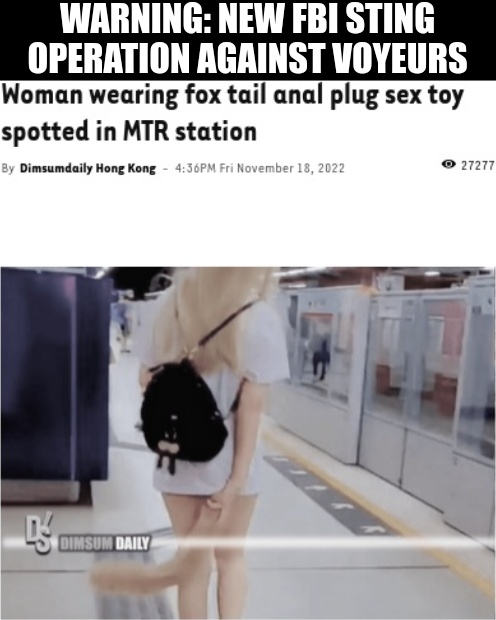 WARNING: NEW FBI STING
OPERATION AGAINST VOYEURS
Woman wearing fox tail anal plug sex toy
spotted in MTR station
By Dimsumdaily Hong Kong - 4:36PM Fri November 18, 2022 27277
DS DIMSUM DAILY